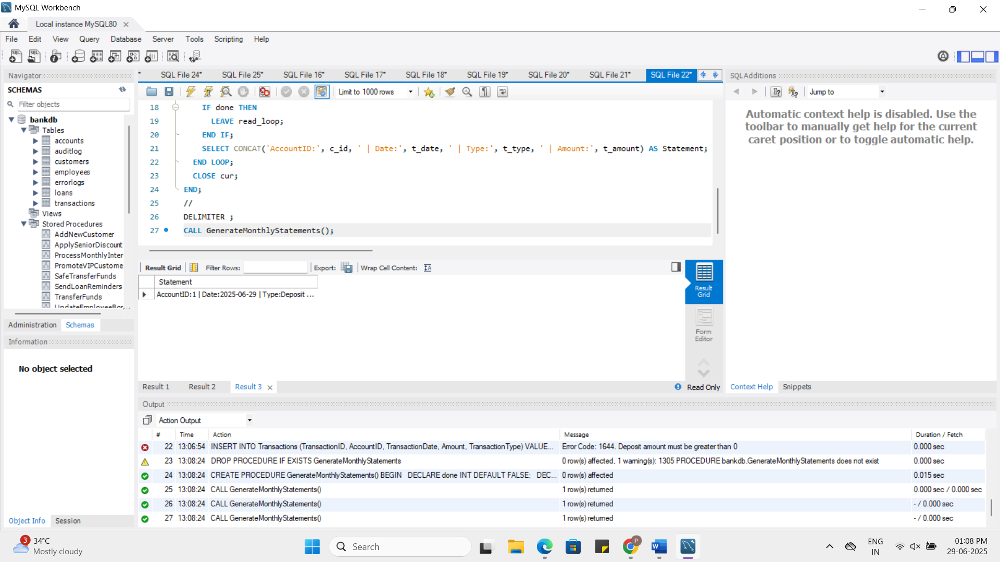 MySQL Workbench
Local instance MySQL80
File Edit View Query Database Server Tools Scripting Help
Navigator
SCHEMAS
Filter objects
bankdb
Tables
accounts
auditlog
customers
employees
errorlogs
loans
transactions
Views
Stored Procedures
AddNewCustomer
ApplySeniorDiscount
ProcessMonthlyInter
PromoteVIPCustome
SafeTransferFunds
SendLoanReminders
TransferFunds
UpdateEmployeeBor
Administration Schemas
Information
No object selected
Object Info Session
* SQL File 24* SQL File 25* SQL File 16* SQL File 17* SQL File 18* SQL File 19* SQL File 20* SQL File 21* SQL File 22*
Limit to 1000 rows
18 IF done THEN
19 LEAVE read_loop;
20 END IF;
21 SELECT CONCAT('AccountID:', c_id, ' | Date:', t_date, ' | Type:', t_type, ' | Amount:', t_amount) AS Statement;
22 END LOOP;
23 CLOSE cur;
24 END;
25 //
26 DELIMITER ;
27 CALL GenerateMonthlyStatements();
Result Grid Filter Rows: Export: Wrap Cell Content:
Statement
AccountID:1 | Date:2025-06-29 | Type:Deposit ...
Result
Grid
Form
Editor
Result 1 Result 2 Result 3 Read Only
SQLAdditions
Jump to
Automatic context help is disabled. Use the
toolbar to manually get help for the current
caret position or to toggle automatic help.
Context Help Snippets
Output
Action Output
# Time Action Message Duration / Fetch
22 13:06:54 INSERT INTO Transactions (TransactionID, AccountID, TransactionDate, Amount, TransactionType) VALUE... Error Code: 1644. Deposit amount must be greater than 0 0.000 sec
23 13:08:24 DROP PROCEDURE IF EXISTS GenerateMonthlyStatements 0 row(s) affected, 1 warning(s): 1305 PROCEDURE bankdb.GenerateMonthlyStatements does not exist 0.000 sec
24 13:08:24 CREATE PROCEDURE GenerateMonthlyStatements() BEGIN DECLARE done INT DEFAULT FALSE; DEC... 0 row(s) affected 0.015 sec
25 13:08:24 CALL GenerateMonthlyStatements() 1 row(s) returned 0.000 sec / 0.000 sec
26 13:08:24 CALL GenerateMonthlyStatements() 1 row(s) returned - / 0.000 sec
27 13:08:24 CALL GenerateMonthlyStatements() 1 row(s) returned - / 0.000 sec
3
34°C
Mostly cloudy
Search
ENG
IN
01:08 PM
29-06-2025